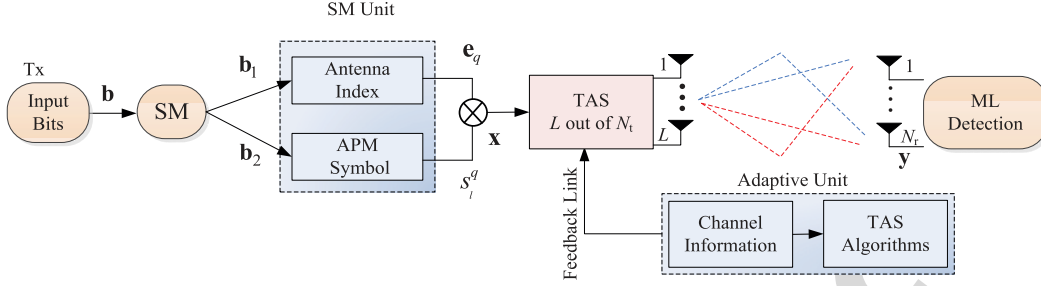 SM Unit
Tx
Input
Bits
b
SM
b₁
b₂
Antenna
Index
APM
Symbol
e_q
s_l^q
x
TAS
L out of Nₜ
1
L
Feedback Link
1
Nᵣ
y
ML
Detection
Adaptive Unit
Channel
Information
TAS
Algorithms